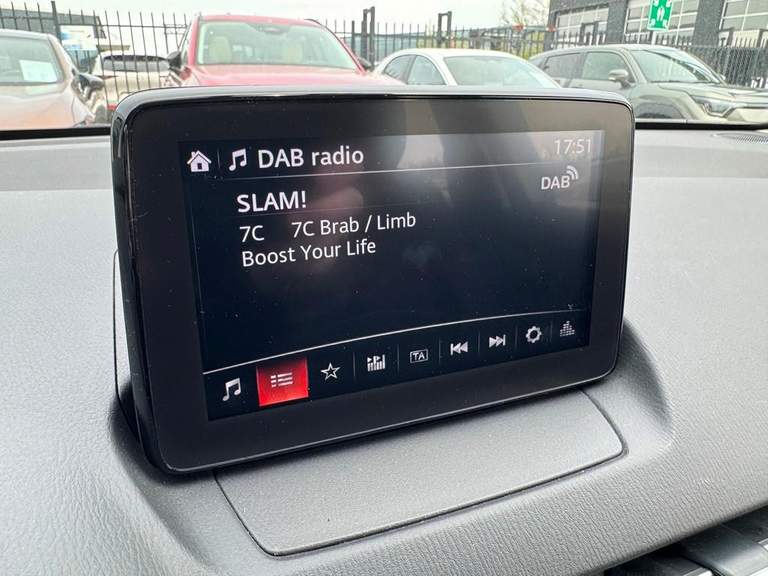 DAB radio
17:51
DAB
SLAM!
7C 7C Brab / Limb
Boost Your Life
TA